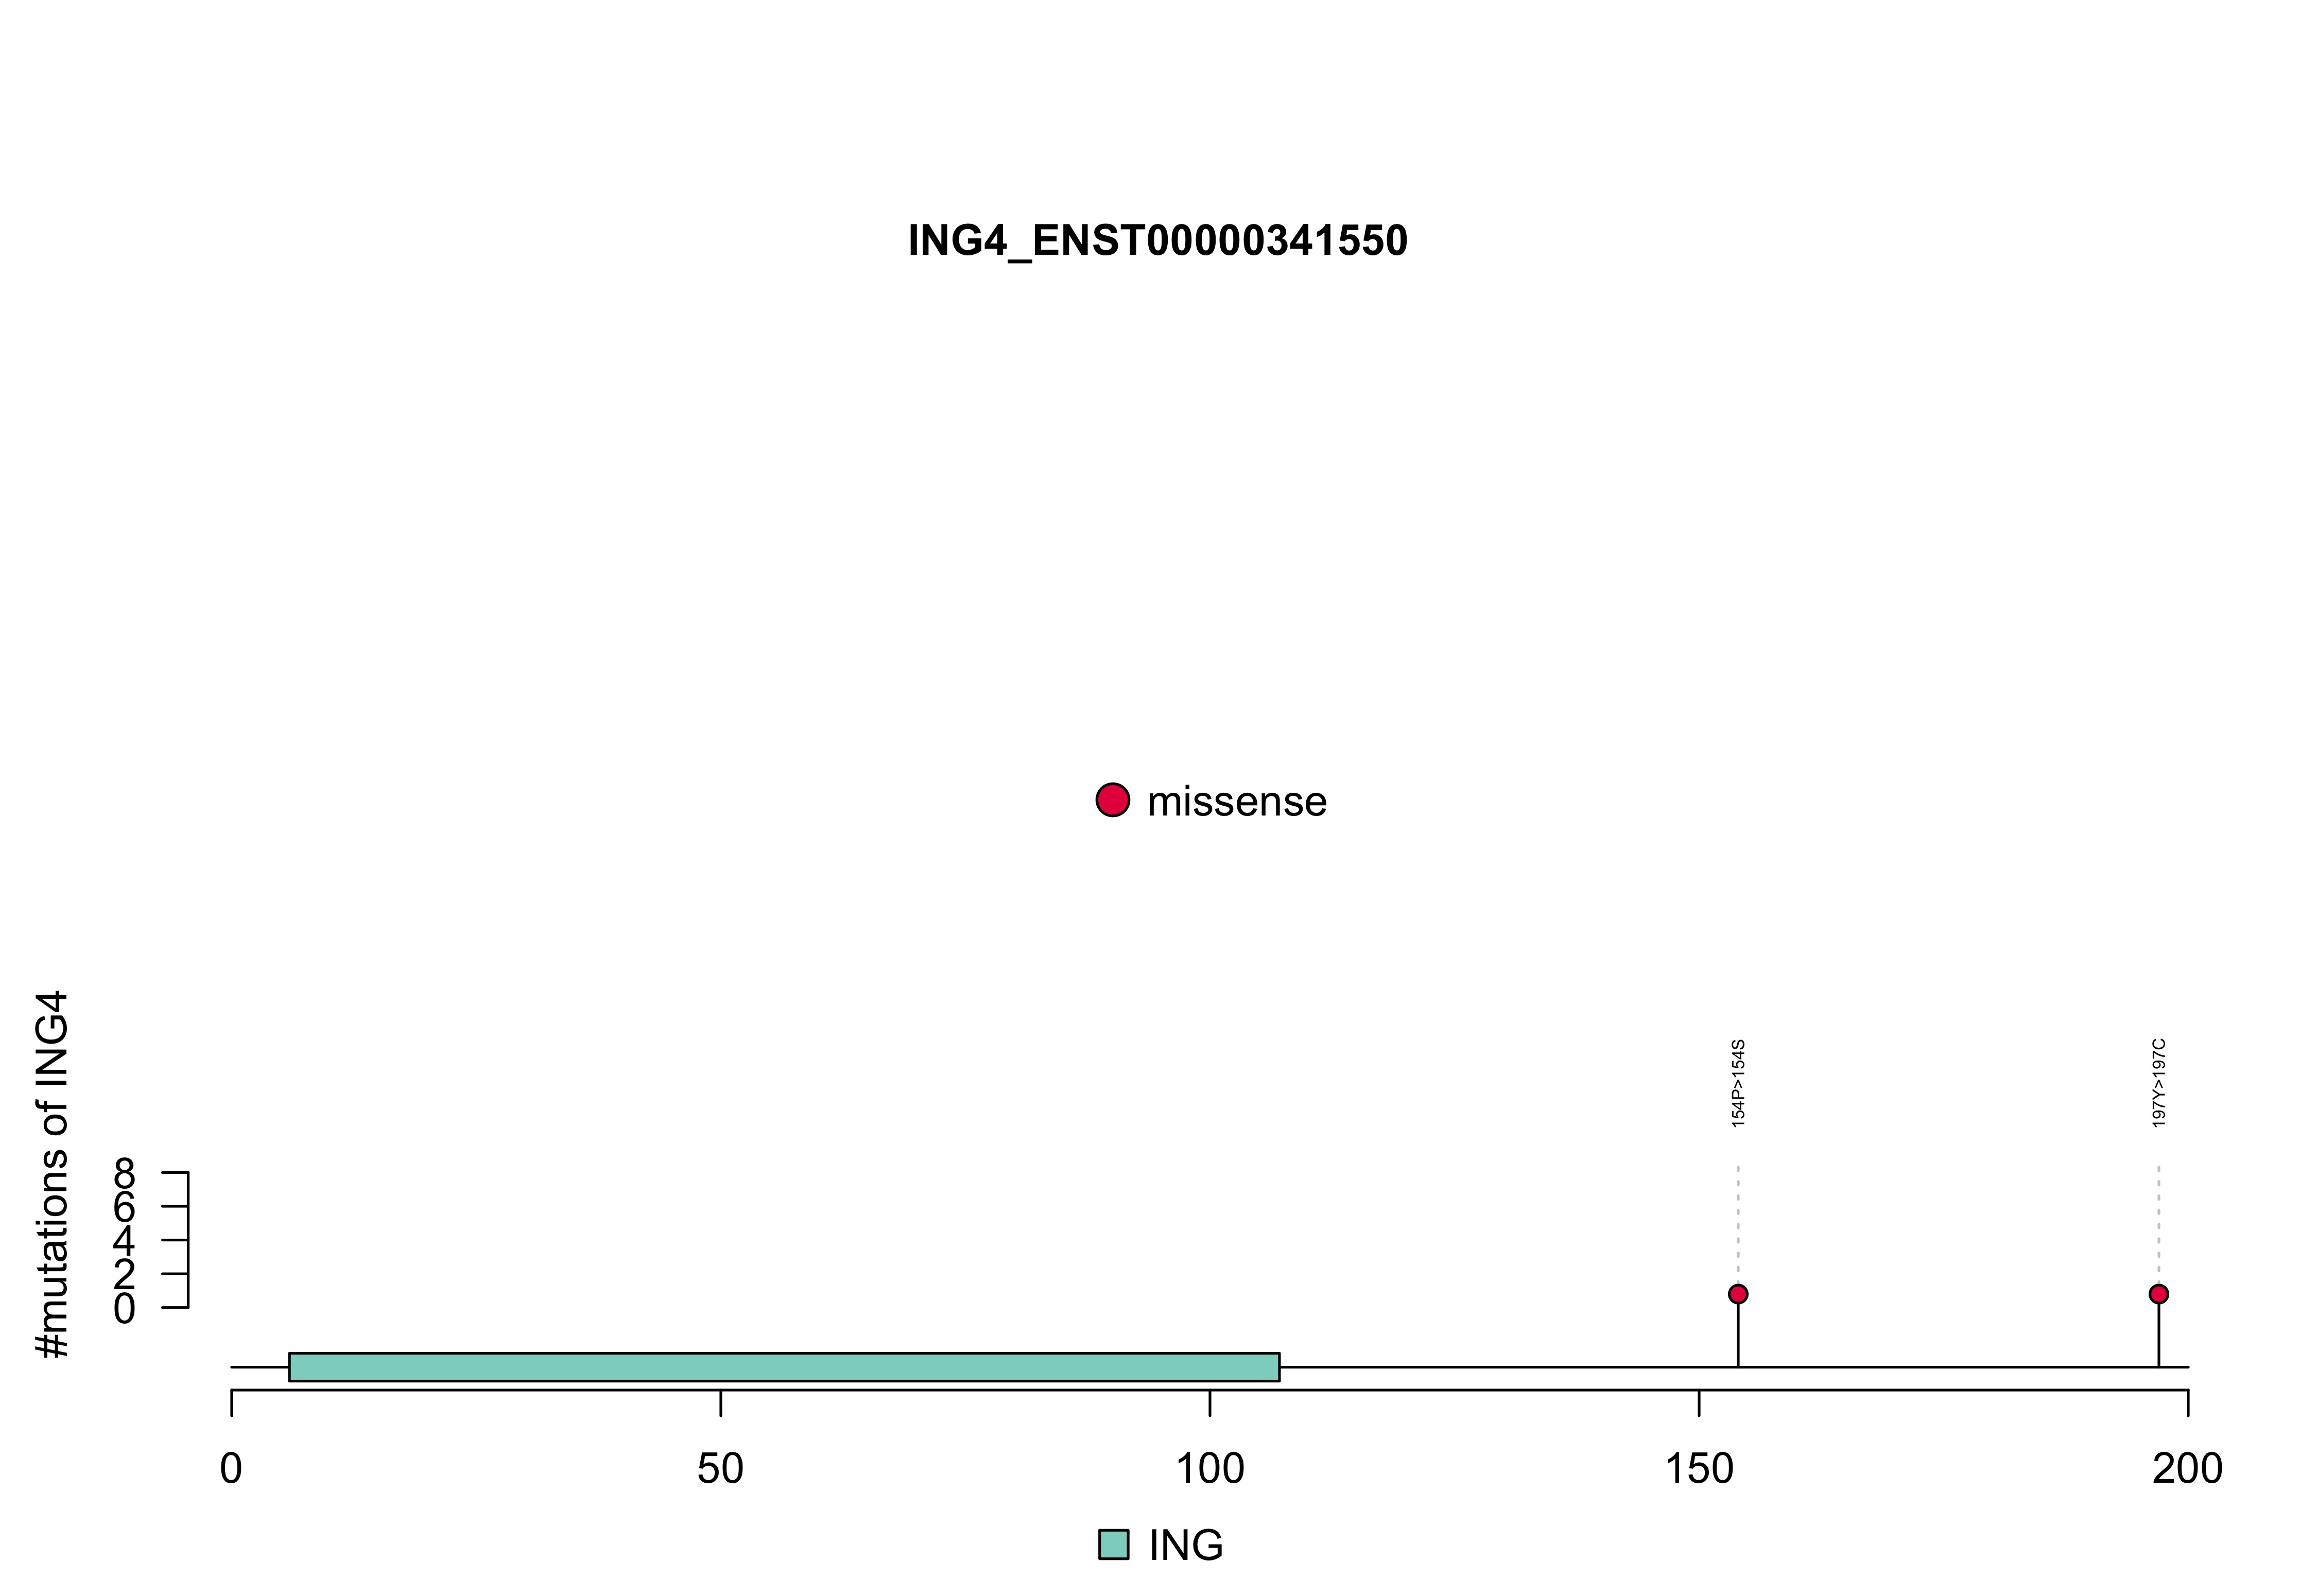 ING4_ENST00000341550
missense
#mutations of ING4
154P>154S
197Y>197C
8
6
4
2
0
0 50 100 150 200
ING